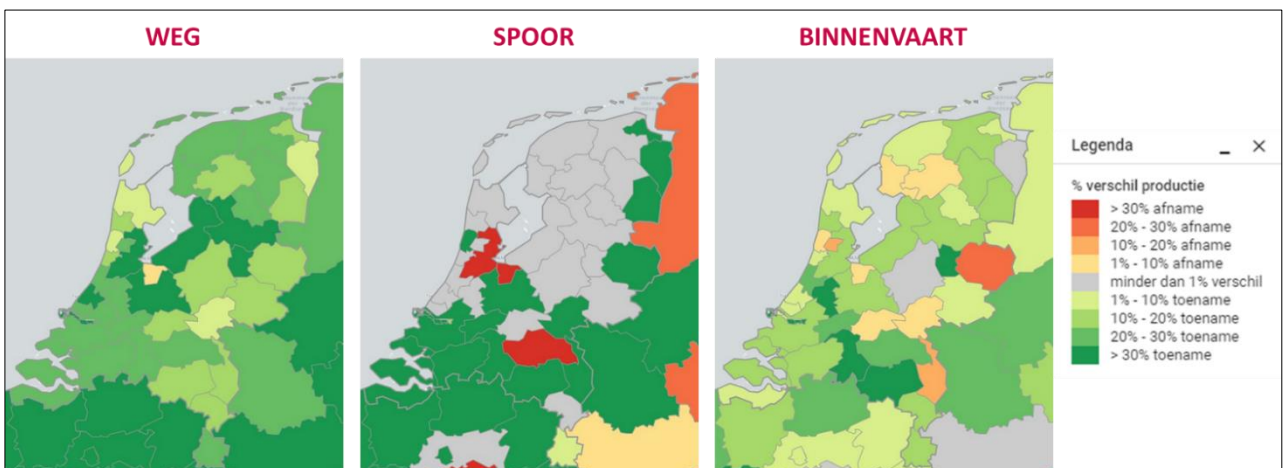 WEG
SPOOR
BINNENVAART
Legenda
% verschil productie
> 30% afname
20% - 30% afname
10% - 20% afname
1% - 10% afname
minder dan 1% verschil
1% - 10% toename
10% - 20% toename
20% - 30% toename
> 30% toename